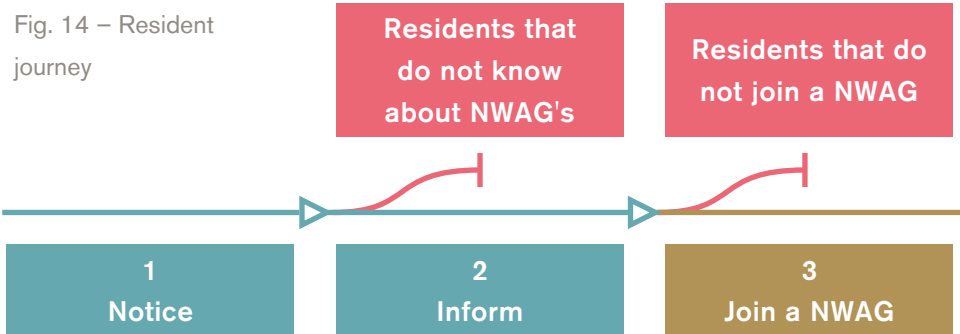 Fig. 14 – Resident
journey
Residents that
do not know
about NWAG's
Residents that do
not join a NWAG
1
Notice
2
Inform
3
Join a NWAG